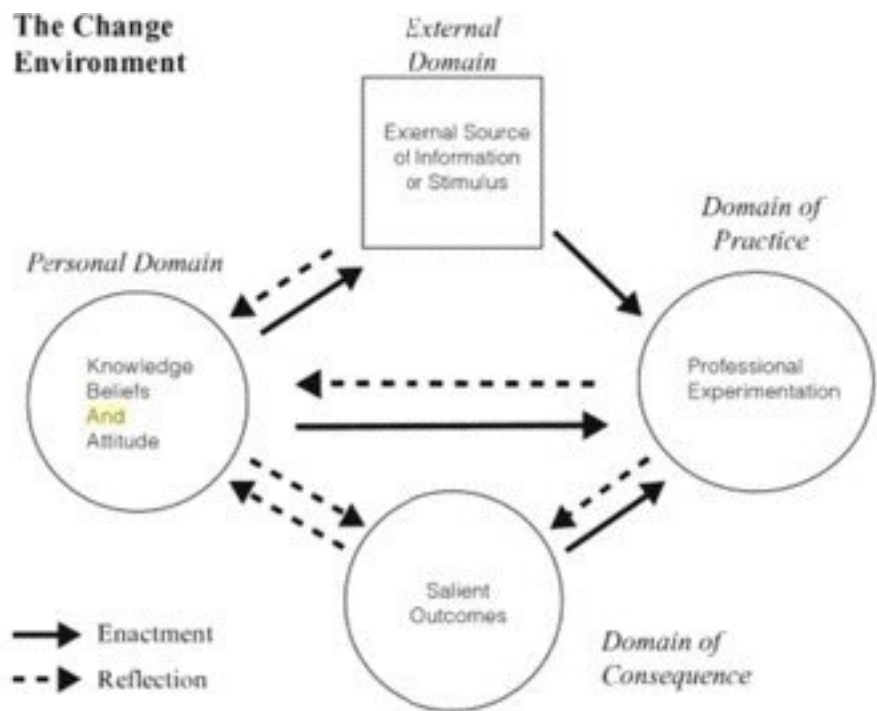 The Change
Environment
External
Domain
External Source
of Information
or Stimulus
Domain of
Practice
Personal Domain
Knowledge
Beliefs
And
Attitude
Professional
Experimentation
Salient
Outcomes
Enactment
Reflection
Domain of
Consequence